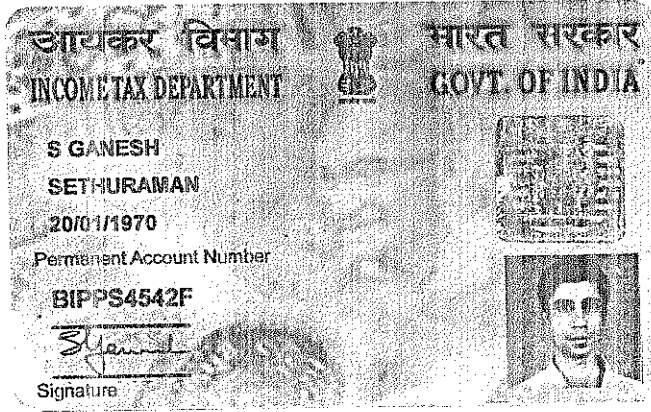 आयकर विभाग
भारत सरकार
INCOME TAX DEPARTMENT
GOVT. OF INDIA
S GANESH
SETHURAMAN
20/01/1970
Permanent Account Number
BIPPS4542F
Signature